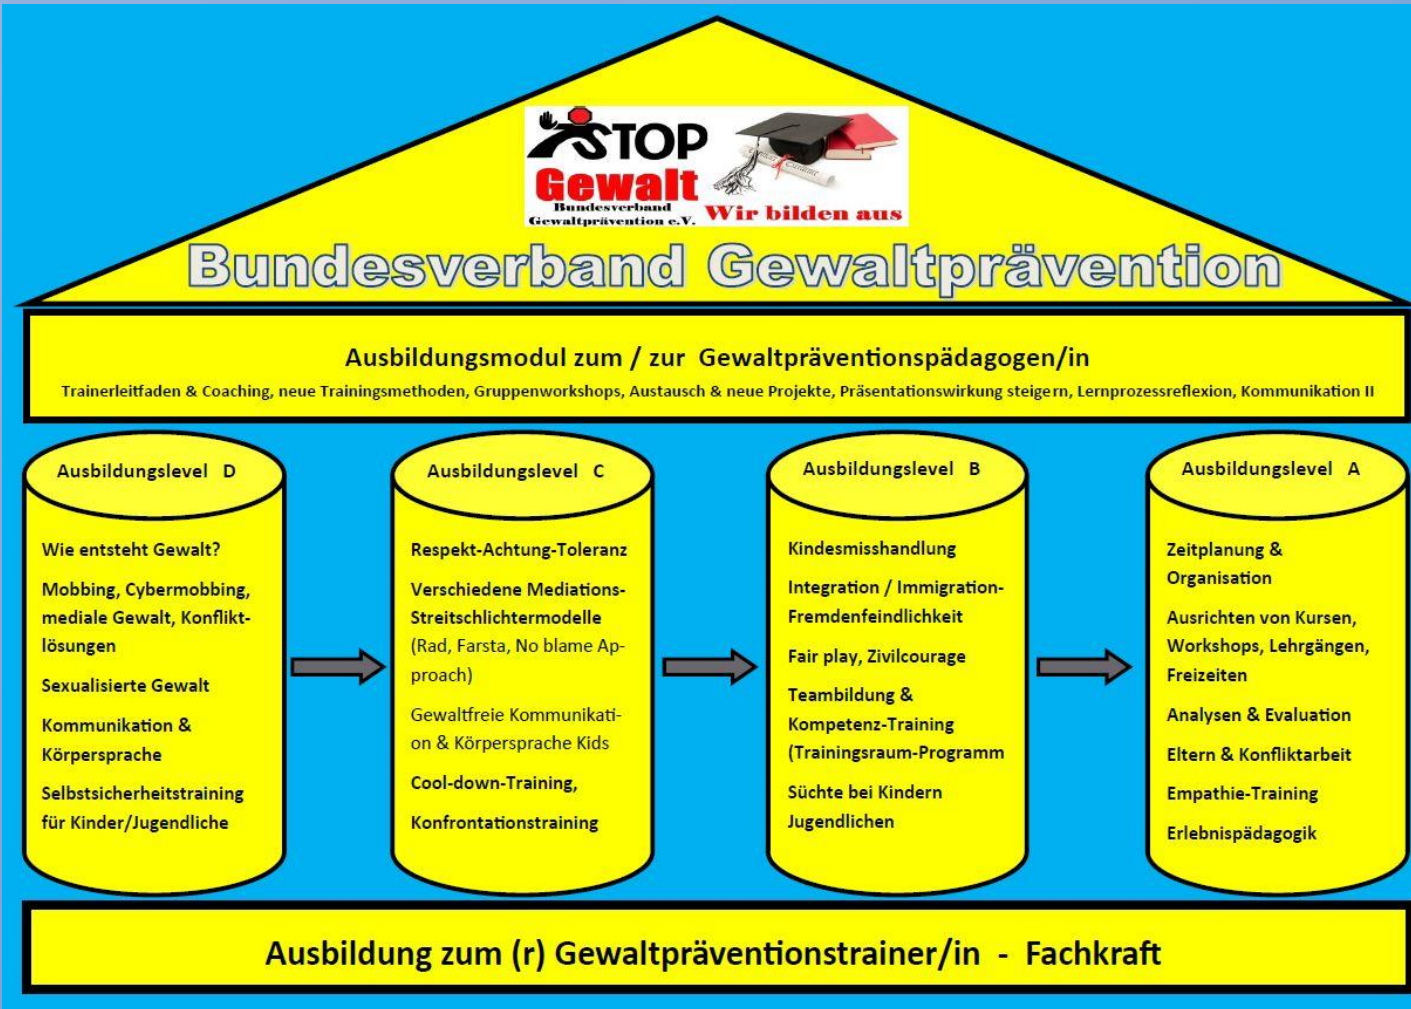 STOP
Gewalt
Bundesverband
Gewaltprävention e.V.
Wir bilden aus
Bundesverband Gewaltprävention
Ausbildungsmodul zum / zur Gewaltpräventionspädagogen/in
Trainerleitfaden & Coaching, neue Trainingsmethoden, Gruppenworkshops, Austausch & neue Projekte, Präsentationswirkung steigern, Lernprozessreflexion, Kommunikation II
Ausbildungslevel D
Wie entsteht Gewalt?
Mobbing, Cybermobbing,
mediale Gewalt, Konflikt-
lösungen
Sexualisierte Gewalt
Kommunikation &
Körpersprache
Selbstsicherheitstraining
für Kinder/Jugendliche
Ausbildungslevel C
Respekt-Achtung-Toleranz
Verschiedene Mediations-
Streitschlichtermodelle
(Rad, Farsta, No blame Ap-
proach)
Gewaltfreie Kommunikati-
on & Körpersprache Kids
Cool-down-Training,
Konfrontationstraining
Ausbildungslevel B
Kindesmisshandlung
Integration / Immigration-
Fremdenfeindlichkeit
Fair play, Zivilcourage
Teambildung &
Kompetenz-Training
(Trainingsraum-Programm
Süchte bei Kindern
Jugendlichen
Ausbildungslevel A
Zeitplanung &
Organisation
Ausrichten von Kursen,
Workshops, Lehrgängen,
Freizeiten
Analysen & Evaluation
Eltern & Konfliktarbeit
Empathie-Training
Erlebnispädagogik
Ausbildung zum (r) Gewaltpräventionstrainer/in - Fachkraft